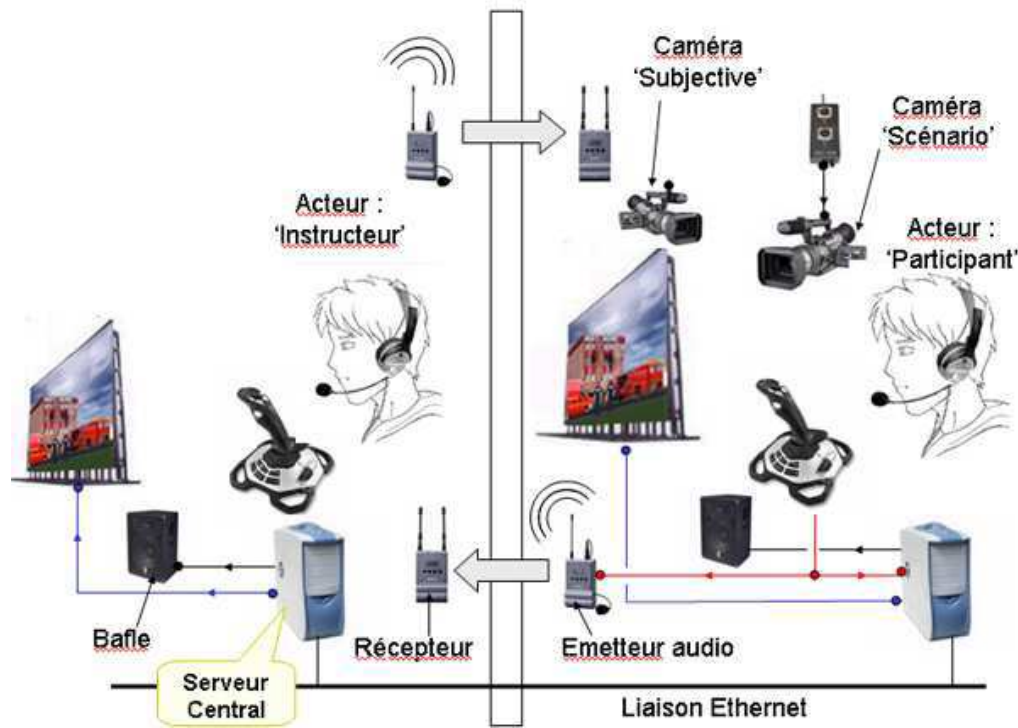 Caméra
‘Subjective’
Caméra
‘Scénario’
Acteur :
‘Instructeur’
Acteur :
‘Participant’
Bafle
Récepteur
Emetteur audio
Serveur
Central
Liaison Ethernet